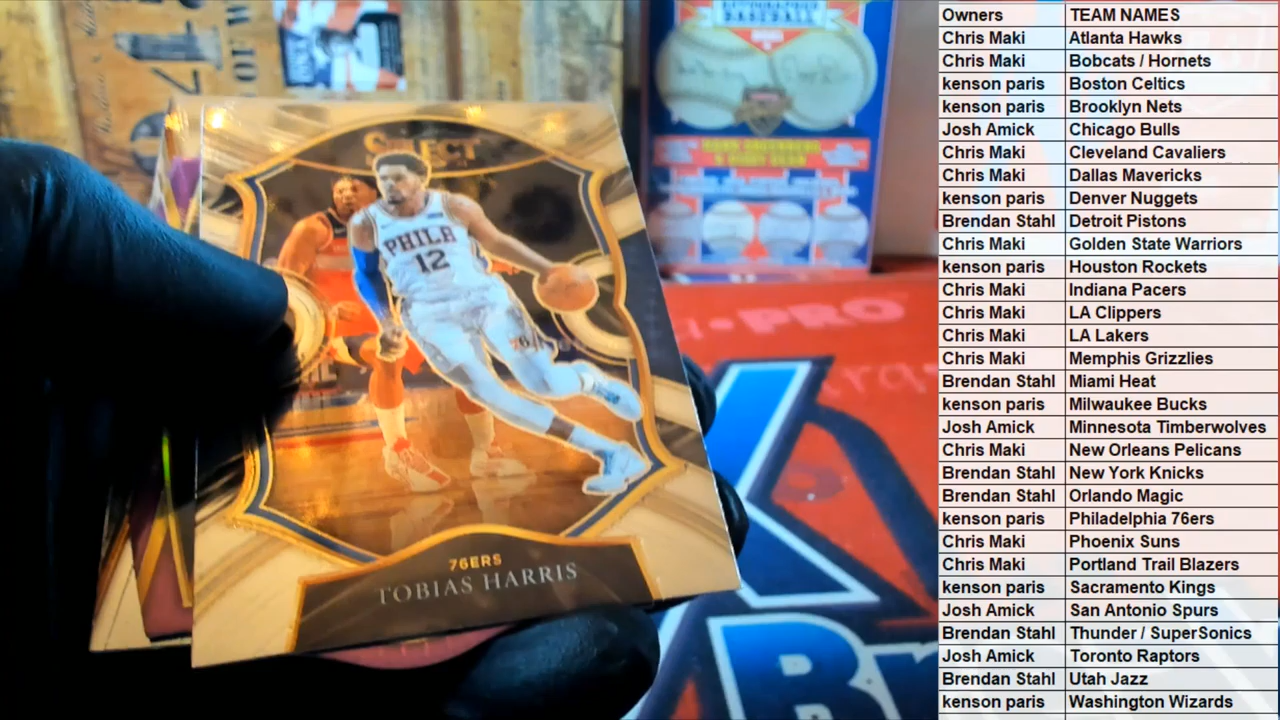 SELECT
PHILA
12
76ERS
TOBIAS HARRIS
BASEBALL
PRO
Owners TEAM NAMES
Chris Maki Atlanta Hawks
Chris Maki Bobcats / Hornets
kenson paris Boston Celtics
kenson paris Brooklyn Nets
Josh Amick Chicago Bulls
Chris Maki Cleveland Cavaliers
Chris Maki Dallas Mavericks
kenson paris Denver Nuggets
Brendan Stahl Detroit Pistons
Chris Maki Golden State Warriors
kenson paris Houston Rockets
Chris Maki Indiana Pacers
Chris Maki LA Clippers
Chris Maki LA Lakers
Chris Maki Memphis Grizzlies
Brendan Stahl Miami Heat
kenson paris Milwaukee Bucks
Josh Amick Minnesota Timberwolves
Chris Maki New Orleans Pelicans
Brendan Stahl New York Knicks
Brendan Stahl Orlando Magic
kenson paris Philadelphia 76ers
Chris Maki Phoenix Suns
Chris Maki Portland Trail Blazers
kenson paris Sacramento Kings
Josh Amick San Antonio Spurs
Brendan Stahl Thunder / SuperSonics
Josh Amick Toronto Raptors
Brendan Stahl Utah Jazz
kenson paris Washington Wizards